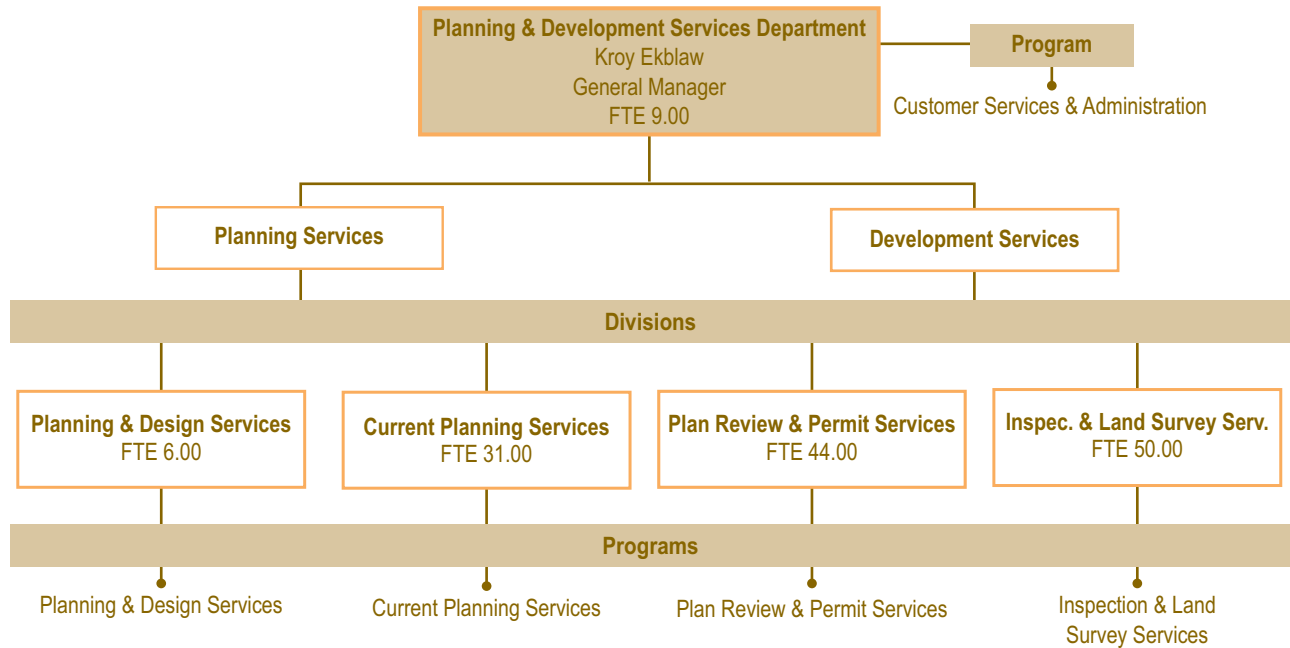 Planning & Development Services Department
Kroy Ekblaw
General Manager
FTE 9.00
Program
Customer Services & Administration
Planning Services
Development Services
Divisions
Planning & Design Services
FTE 6.00
Current Planning Services
FTE 31.00
Plan Review & Permit Services
FTE 44.00
Inspec. & Land Survey Serv.
FTE 50.00
Programs
Planning & Design Services
Current Planning Services
Plan Review & Permit Services
Inspection & Land
Survey Services